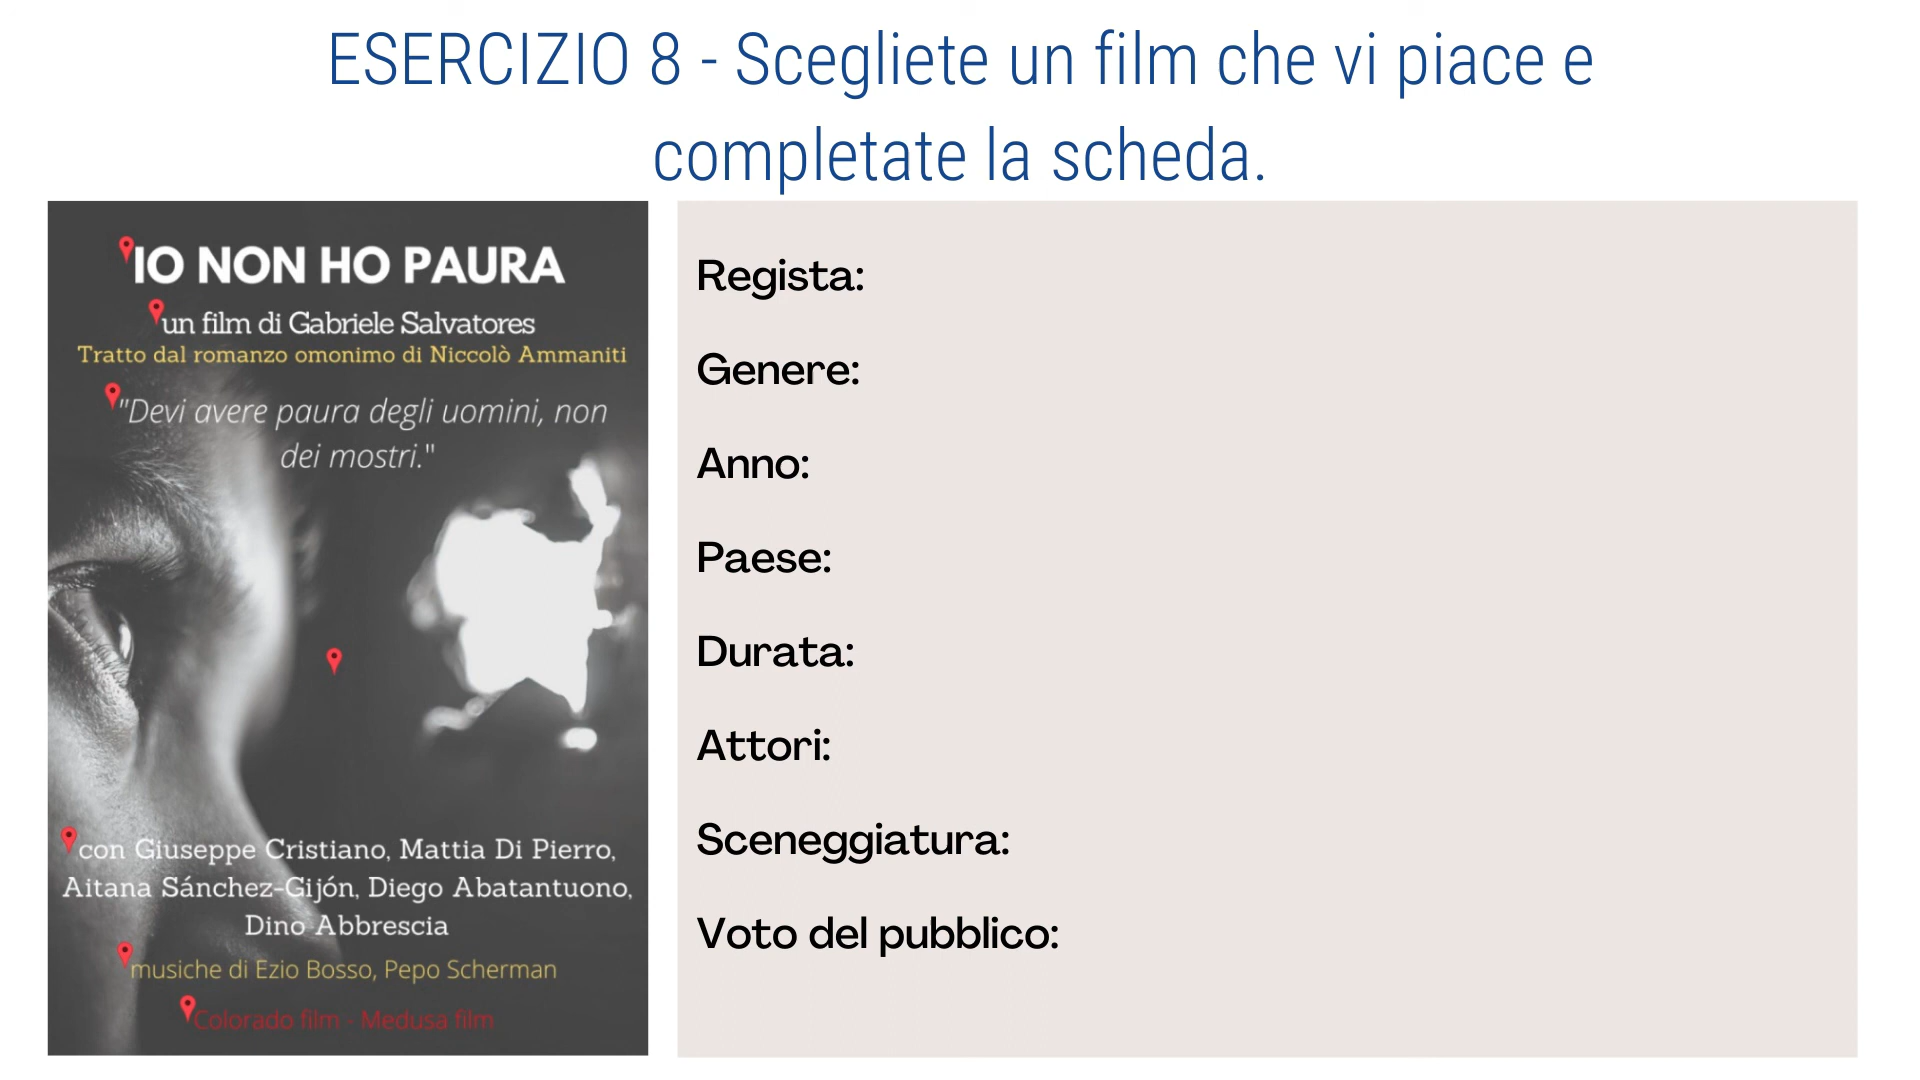 ESERCIZIO 8 - Scegliete un film che vi piace e
completate la scheda.
IO NON HO PAURA
un film di Gabriele Salvatores
Tratto dal romanzo omonimo di Niccolò Ammaniti
"Devi avere paura degli uomini, non
dei mostri."
con Giuseppe Cristiano, Mattia Di Pierro,
Aitana Sánchez-Gijón, Diego Abatantuono,
Dino Abbrescia
musiche di Ezio Bosso, Pepo Scherman
Colorado film - Medusa film
Regista:
Genere:
Anno:
Paese:
Durata:
Attori:
Sceneggiatura:
Voto del pubblico: